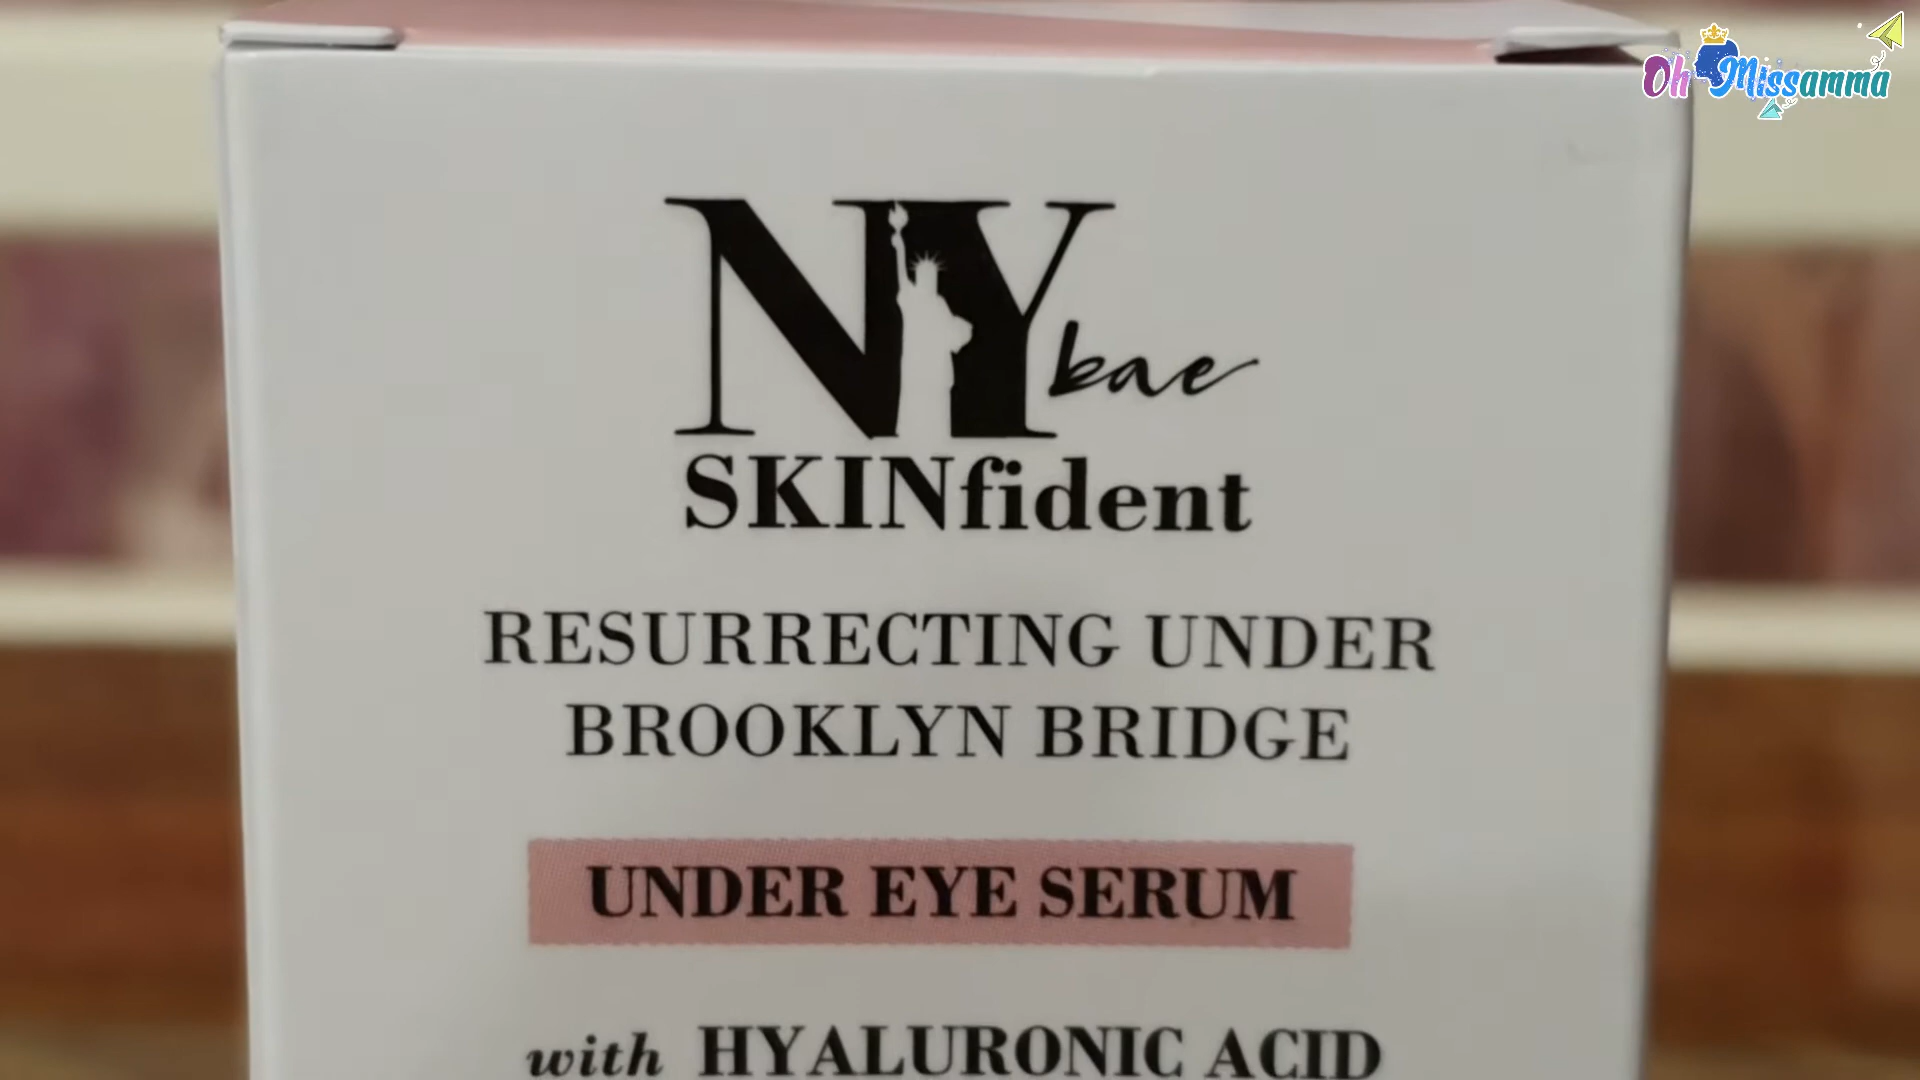 Oh Missamma
NY bae
SKINfident
RESURRECTING UNDER
BROOKLYN BRIDGE
UNDER EYE SERUM
with HYALURONIC ACID